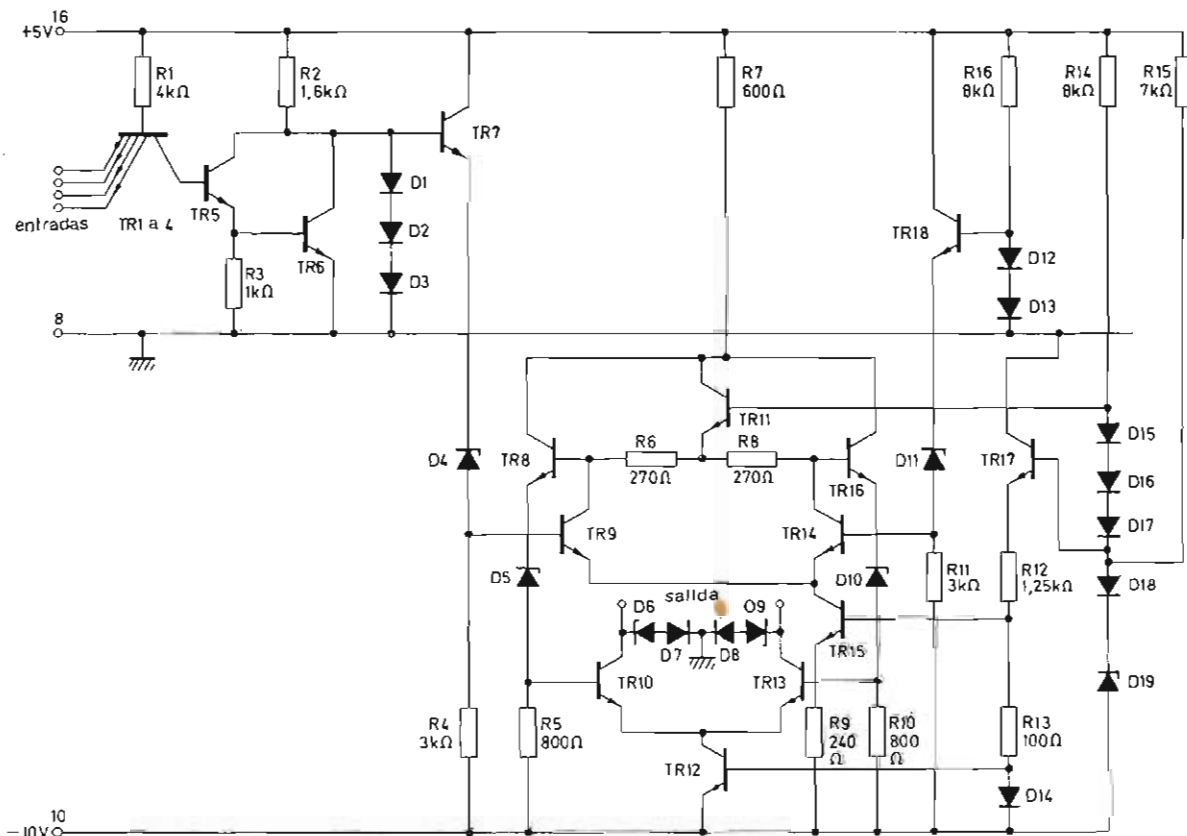 16
+5V
R1
4kΩ
R2
1,6kΩ
R7
600Ω
R16
8kΩ
R14
8kΩ
R15
7kΩ
TR7
D1
TR5
entradas
TR1 a 4
D2
TR6
R3
1kΩ
D3
TR18
D12
D13
8
TR11
D4
TR8
R6
270Ω
R8
270Ω
TR16
D11
TR17
D15
D16
D17
TR9
TR14
D5
D10
R11
3kΩ
R12
1,25kΩ
D18
salida
D6
D9
D7
D8
TR15
TR10
TR13
D19
R4
3kΩ
R5
800Ω
R9
240
Ω
R10
800
Ω
R13
100Ω
TR12
D14
10
-10V